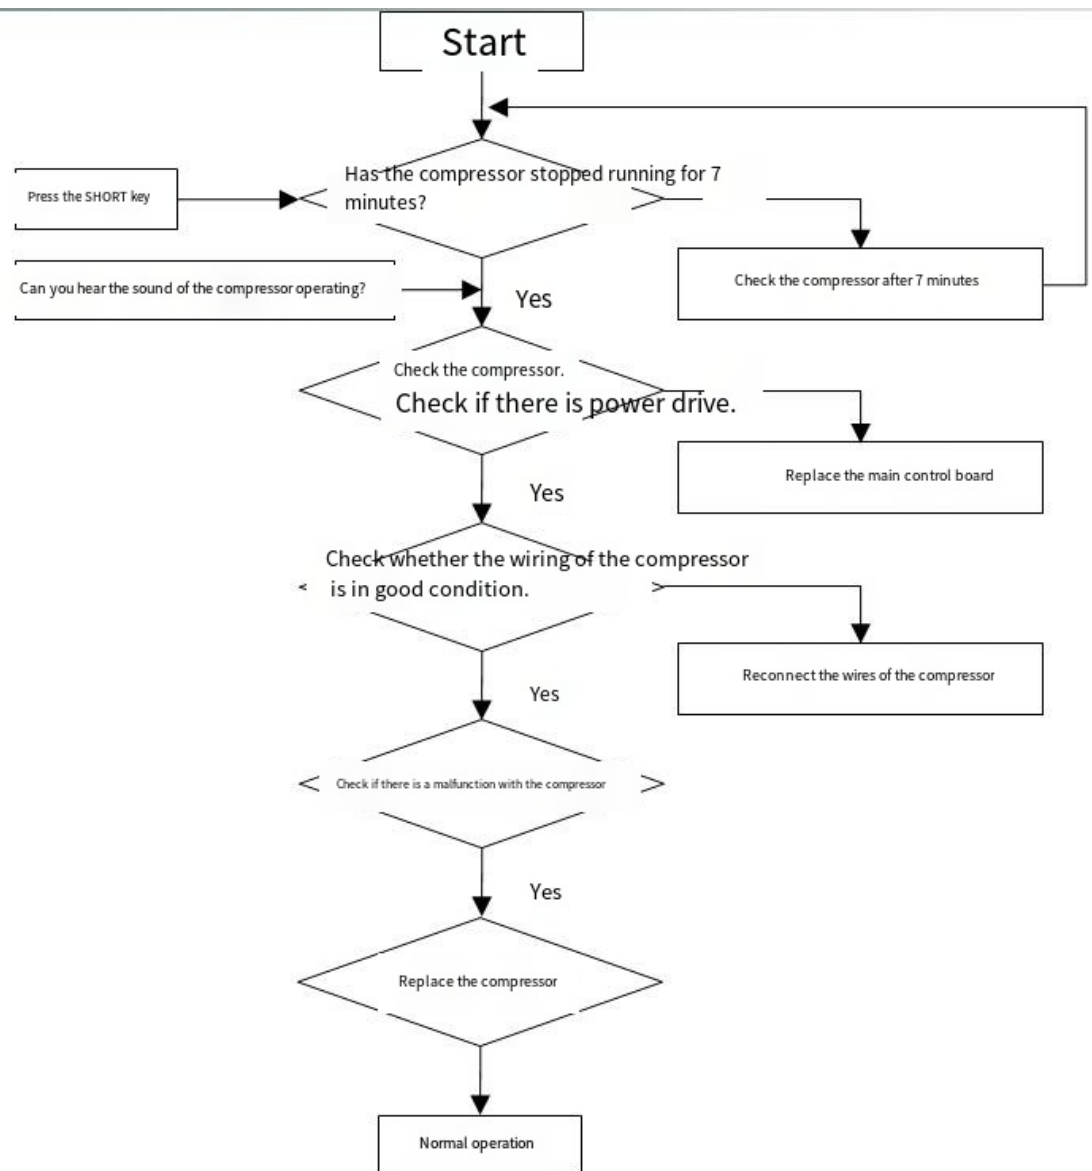 Start
Has the compressor stopped running for 7
minutes?
Press the SHORT key
Check the compressor after 7 minutes
Can you hear the sound of the compressor operating?
Yes
Check the compressor.
Check if there is power drive.
Replace the main control board
Yes
Check whether the wiring of the compressor
is in good condition.
Reconnect the wires of the compressor
Yes
Check if there is a malfunction with the compressor
Yes
Replace the compressor
Normal operation